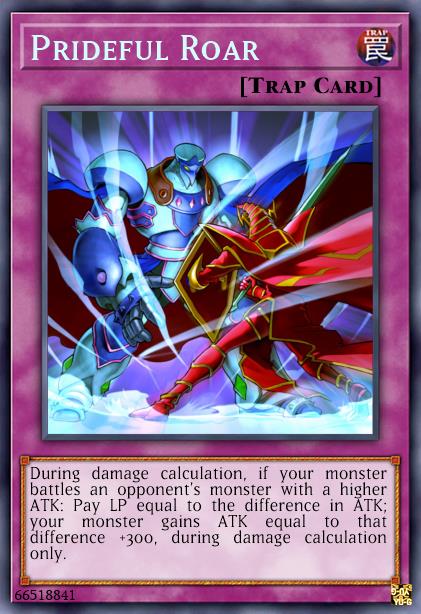 PRIDEFUL ROAR
TRAP
罠
[TRAP CARD]
During damage calculation, if your monster
battles an opponent's monster with a higher
ATK: Pay LP equal to the difference in ATK;
your monster gains ATK equal to that
difference +300, during damage calculation
only.
66518841